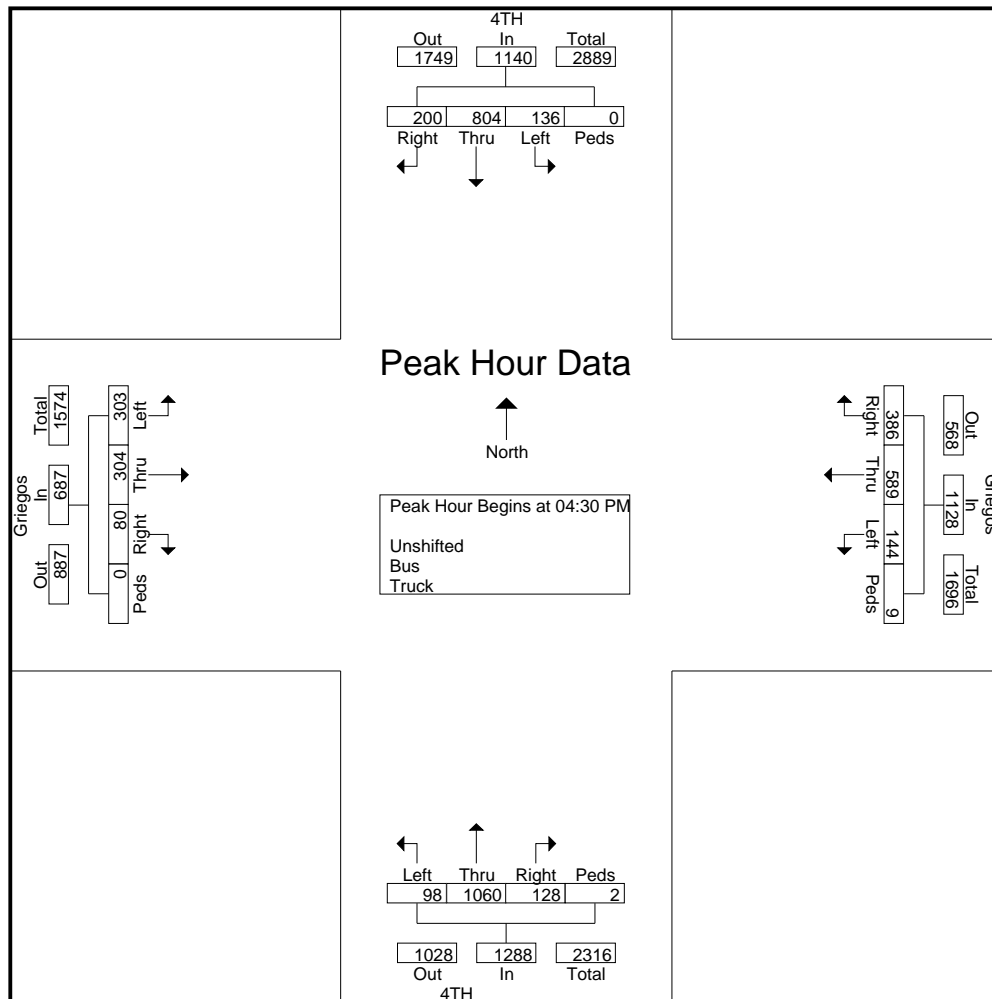 4TH
Out In Total
1749 1140 2889
200 804 136 0
Right Thru Left Peds
Peak Hour Data
North
Peak Hour Begins at 04:30 PM
Unshifted
Bus
Truck
Griegos
Out In Total
887 687 1574
Left Thru Right Peds
303 304 80 0
Right Thru Left Peds
386 589 144 9
Out In Total
568 1128 1696
Griegos
Left Thru Right Peds
98 1060 128 2
1028 1288 2316
Out In Total
4TH